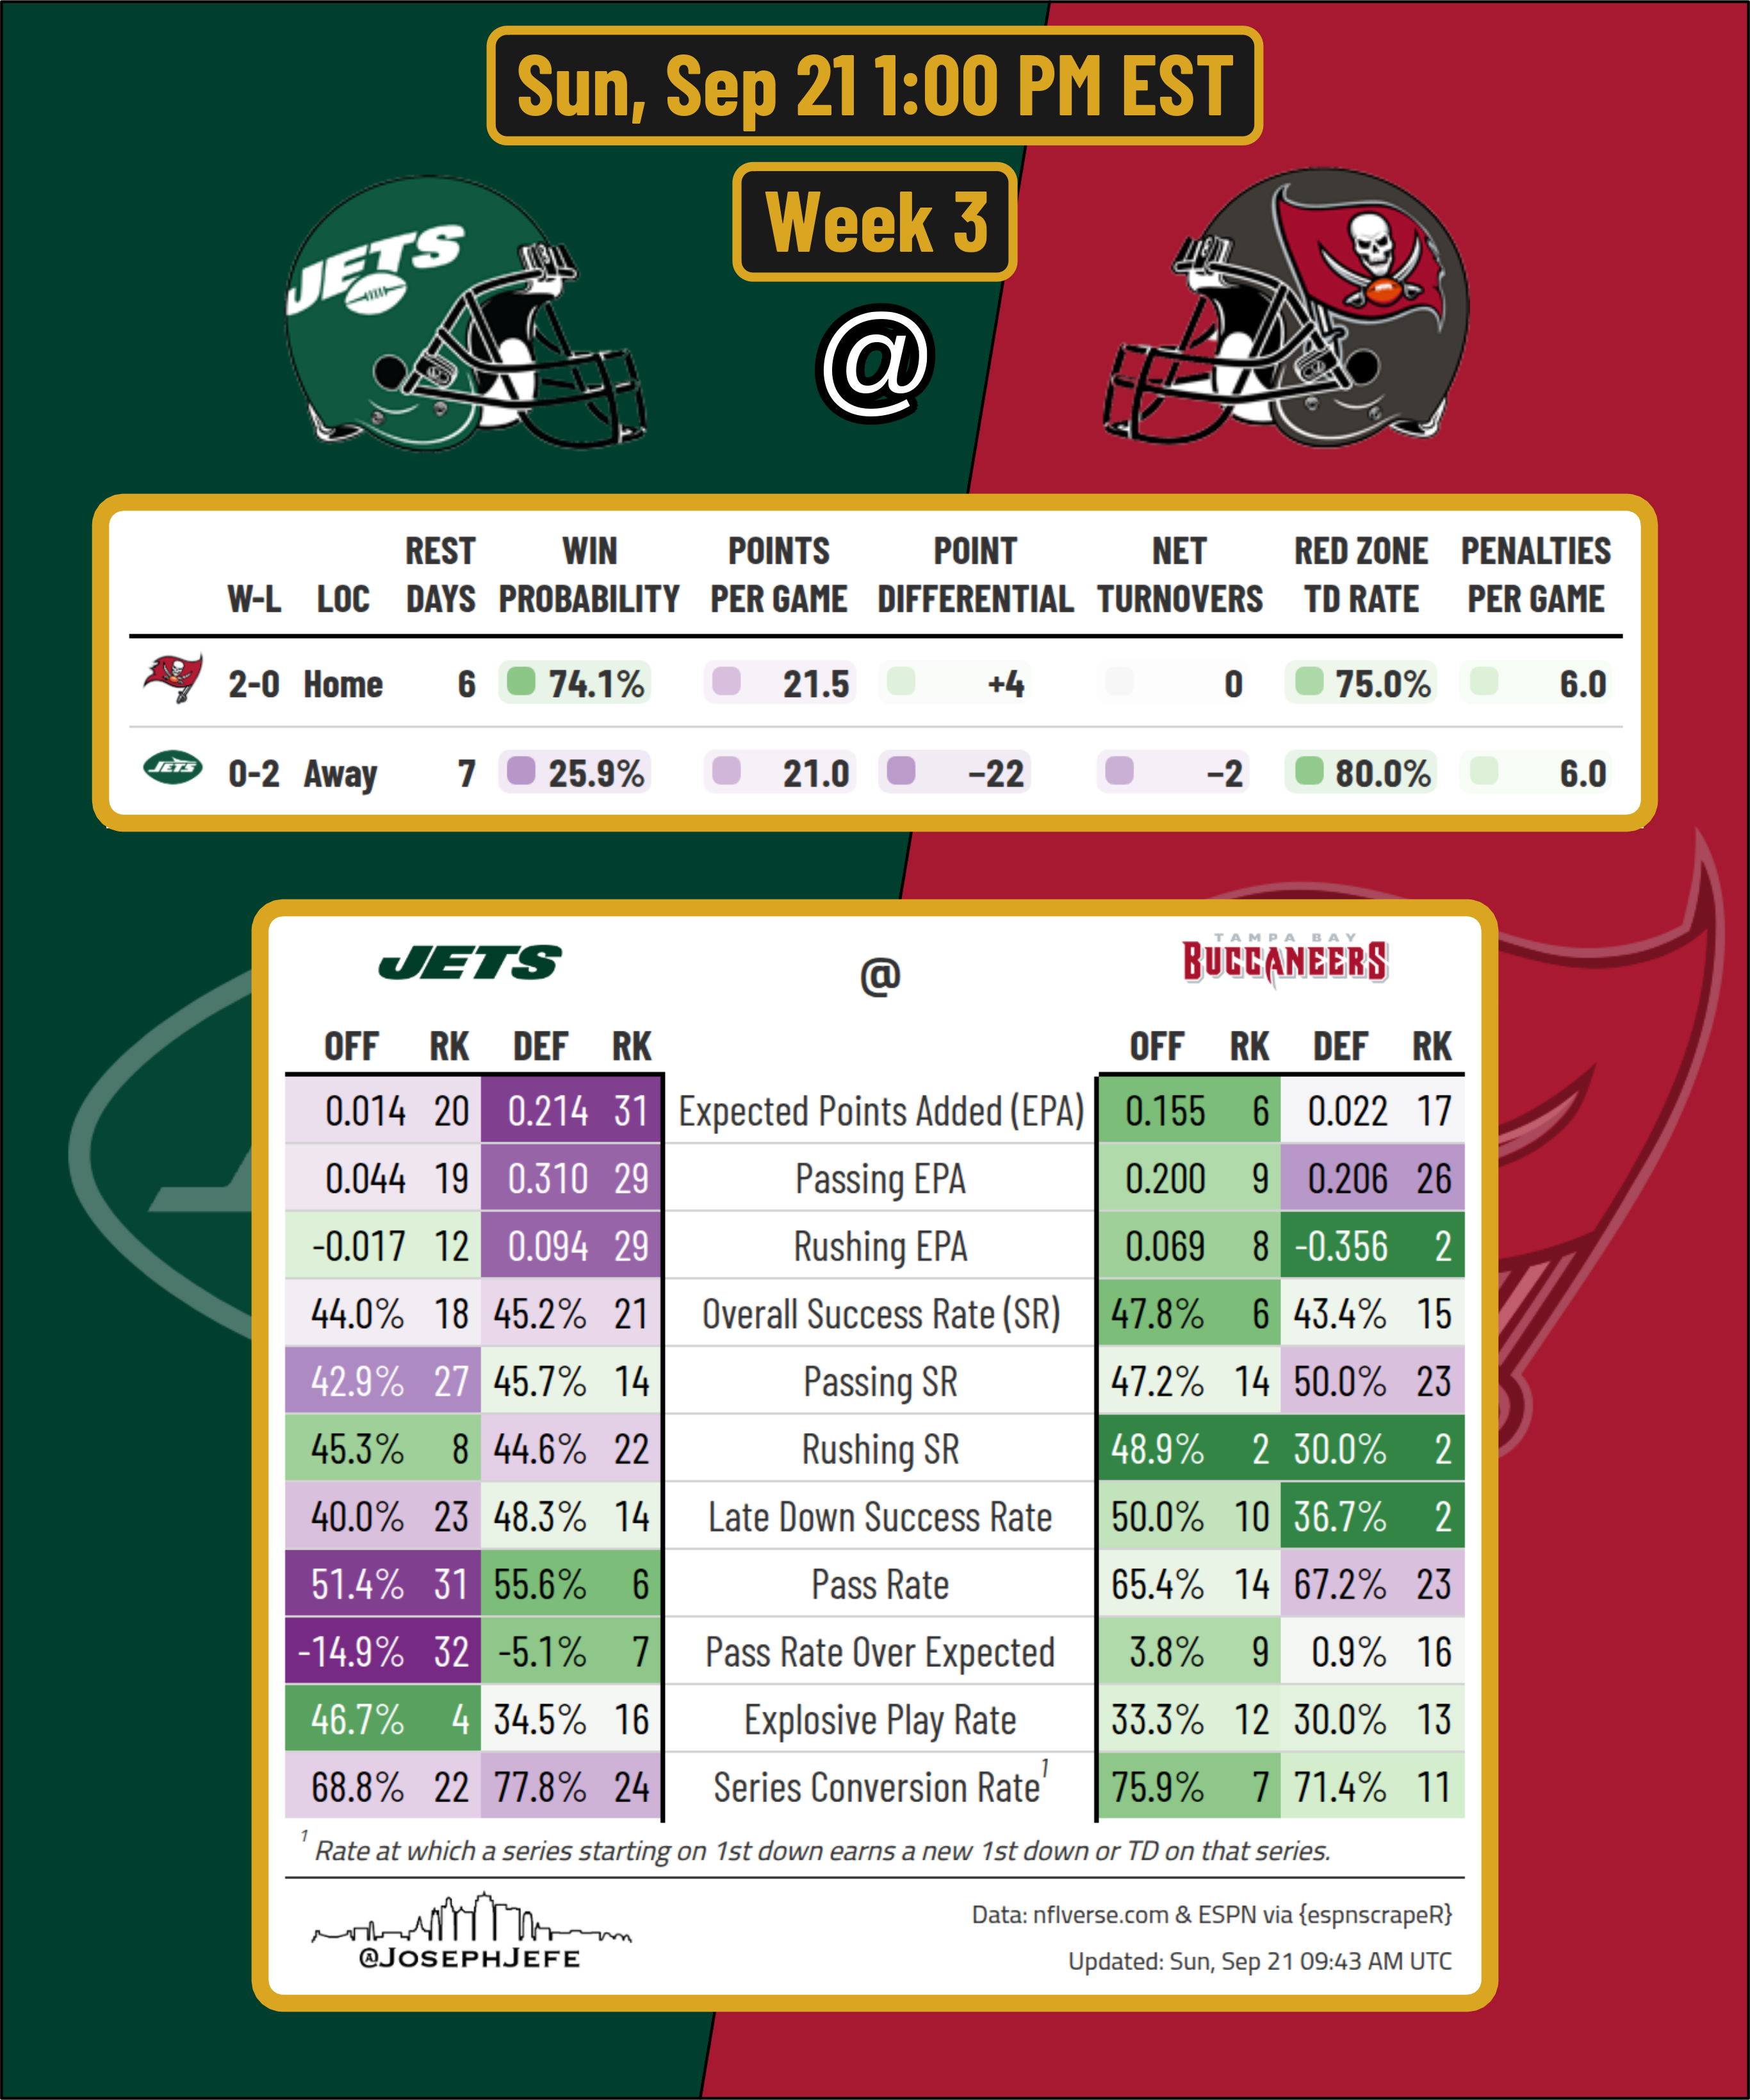 Sun, Sep 21 1:00 PM EST
Week 3
JETS
@
W-L LOC REST DAYS WIN PROBABILITY POINTS PER GAME POINT DIFFERENTIAL NET TURNOVERS RED ZONE TD RATE PENALTIES PER GAME
2-0 Home 6 74.1% 21.5 +4 0 75.0% 6.0
JETS 0-2 Away 7 25.9% 21.0 −22 −2 80.0% 6.0
JETS @ TAMPA BAY BUCCANEERS
OFF RK DEF RK OFF RK DEF RK
0.014 20 0.214 31 Expected Points Added (EPA) 0.155 6 0.022 17
0.044 19 0.310 29 Passing EPA 0.200 9 0.206 26
-0.017 12 0.094 29 Rushing EPA 0.069 8 -0.356 2
44.0% 18 45.2% 21 Overall Success Rate (SR) 47.8% 6 43.4% 15
42.9% 27 45.7% 14 Passing SR 47.2% 14 50.0% 23
45.3% 8 44.6% 22 Rushing SR 48.9% 2 30.0% 2
40.0% 23 48.3% 14 Late Down Success Rate 50.0% 10 36.7% 2
51.4% 31 55.6% 6 Pass Rate 65.4% 14 67.2% 23
-14.9% 32 -5.1% 7 Pass Rate Over Expected 3.8% 9 0.9% 16
46.7% 4 34.5% 16 Explosive Play Rate 33.3% 12 30.0% 13
68.8% 22 77.8% 24 Series Conversion Rate1 75.9% 7 71.4% 11
1 Rate at which a series starting on 1st down earns a new 1st down or TD on that series.
@JOSEPHJEFE
Data: nflverse.com & ESPN via {espnscrapeR}
Updated: Sun, Sep 21 09:43 AM UTC